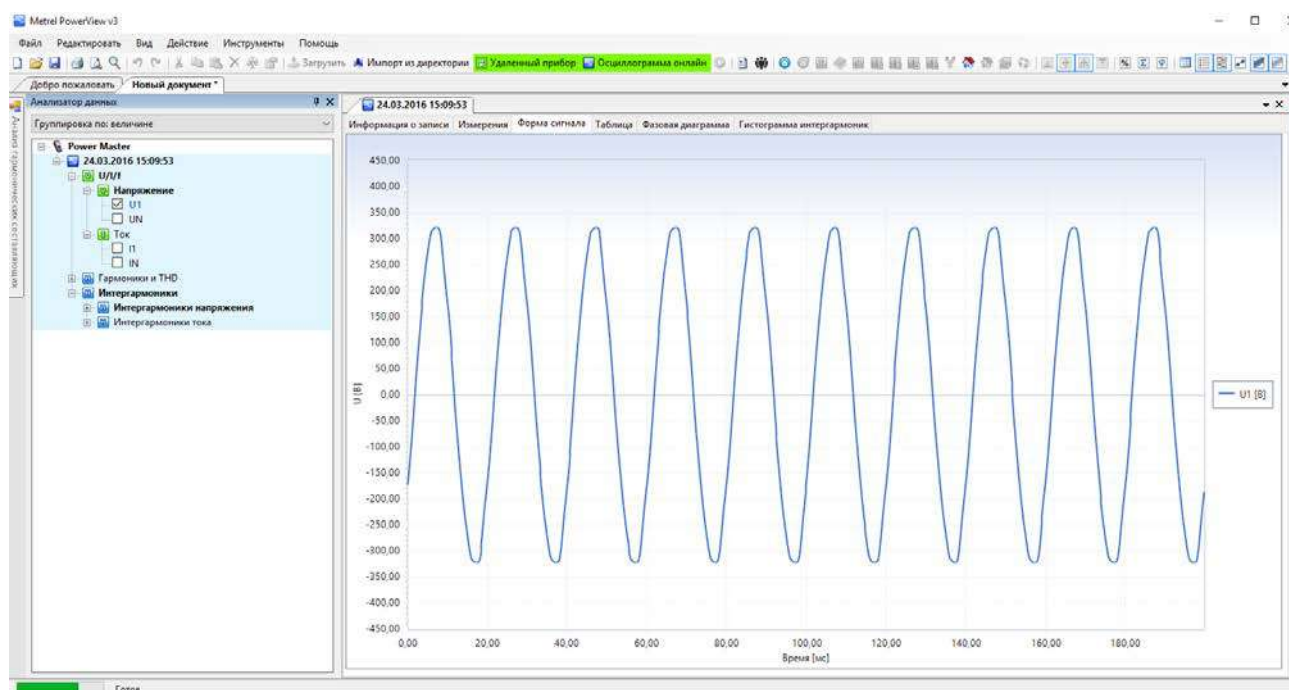 Metrel PowerView v3
Файл Редактировать Вид Действие Инструменты Помощь
Загрузить Импорт из директории Удаленный прибор Осциллограмма онлайн
Добро пожаловать Новый документ *
Анализатор данных
24.03.2016 15:09:53
Группировка по: величине
Информация о записи Измерения Форма сигнала Таблица Фазовая диаграмма Гистограмма интергармоник
Анализ гармонических составляющих
Power Master
24.03.2016 15:09:53
U/I/f
Напряжение
U1
UN
Ток
I1
IN
Гармоники и THD
Интергармоники
Интергармоники напряжения
Интергармоники тока
450,00
400,00
350,00
300,00
250,00
200,00
150,00
100,00
50,00
0,00
-50,00
-100,00
-150,00
-200,00
-250,00
-300,00
-350,00
-400,00
-450,00
U [В]
0,00 20,00 40,00 60,00 80,00 100,00 120,00 140,00 160,00 180,00
Время [мс]
U1 [В]
Готов